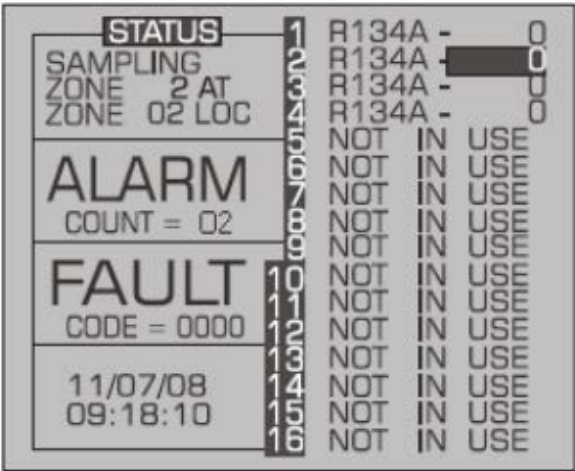 STATUS
SAMPLING
ZONE 2 AT
ZONE 02 LOC
ALARM
COUNT = 02
FAULT
CODE = 0000
11/07/08
09:18:10
1 R134A - 0
2 R134A - 0
3 R134A - 0
4 R134A - 0
5 NOT IN USE
6 NOT IN USE
7 NOT IN USE
8 NOT IN USE
9 NOT IN USE
10 NOT IN USE
11 NOT IN USE
12 NOT IN USE
13 NOT IN USE
14 NOT IN USE
15 NOT IN USE
16 NOT IN USE